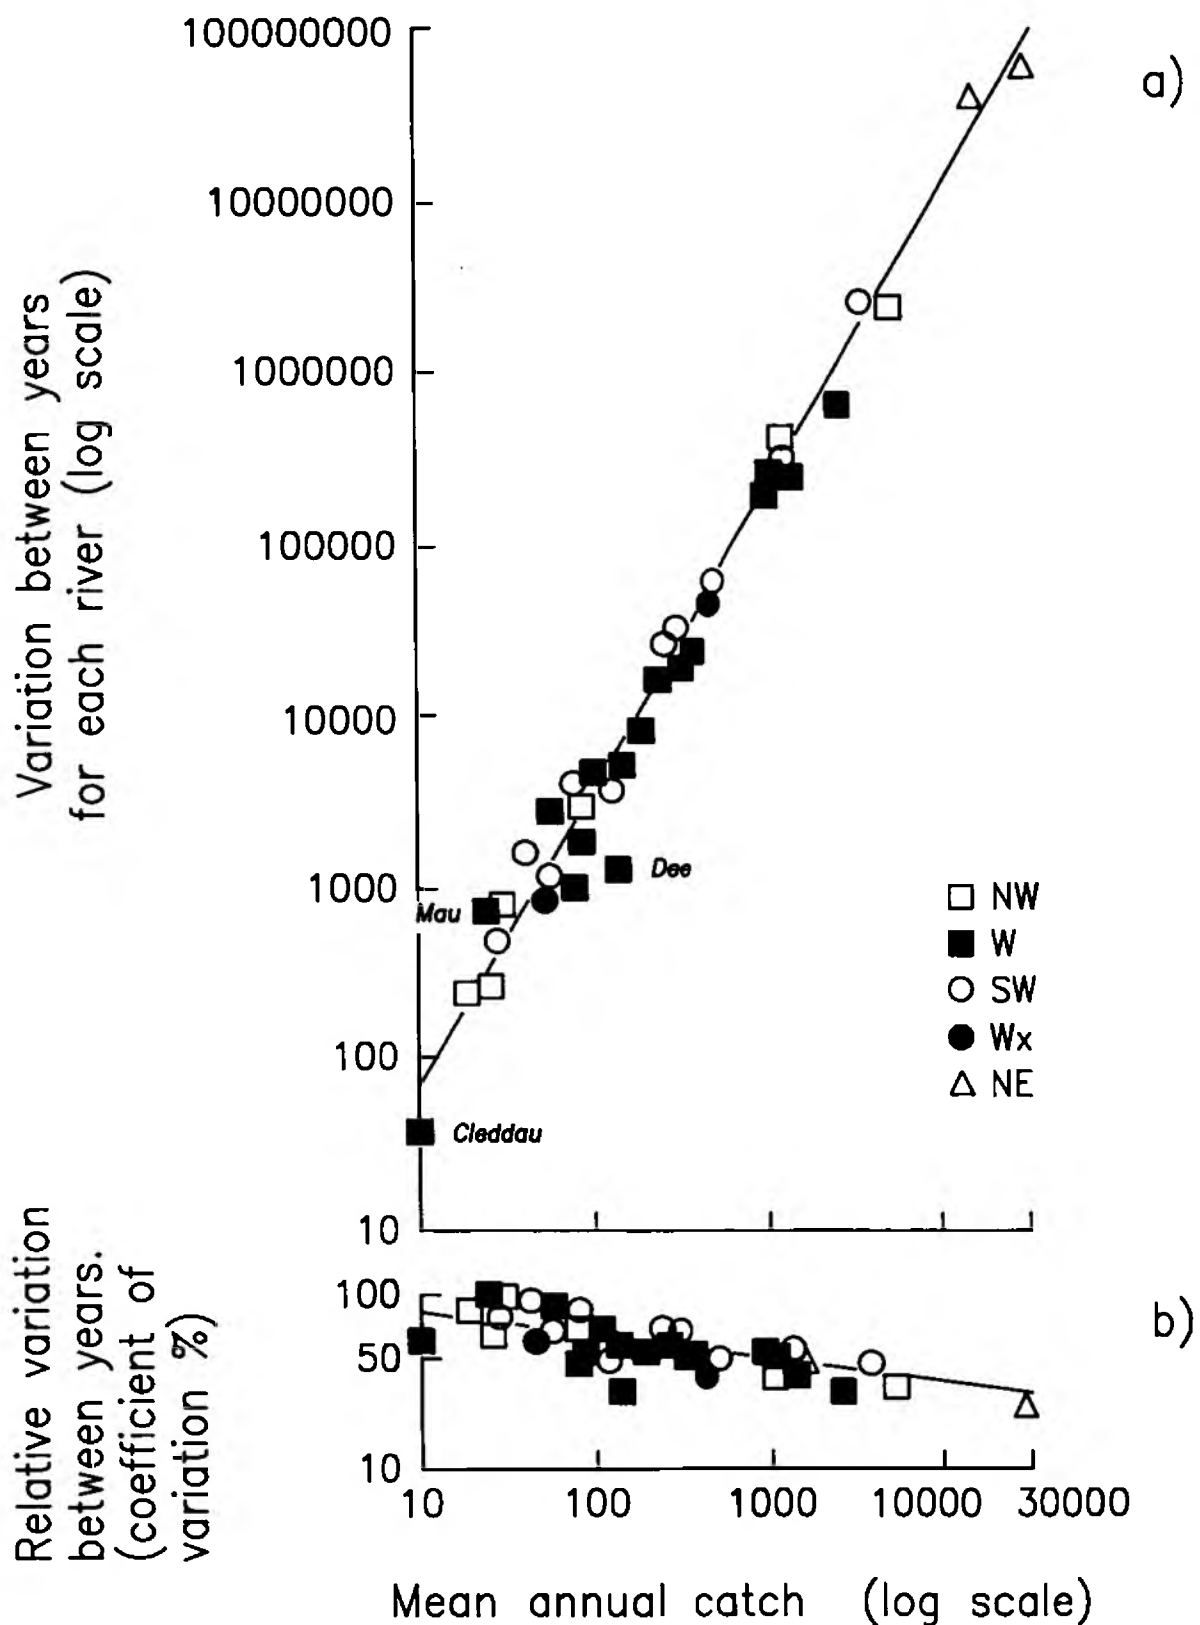 100000000
a)
10000000
1000000
100000
10000
1000
100
10
Variation between years
for each river (log scale)
Mau
Dee
Cleddau
NW
W
SW
Wx
NE
b)
100
50
10
Relative variation
between years.
(coefficient of
variation %)
10 100 1000 10000 30000
Mean annual catch (log scale)